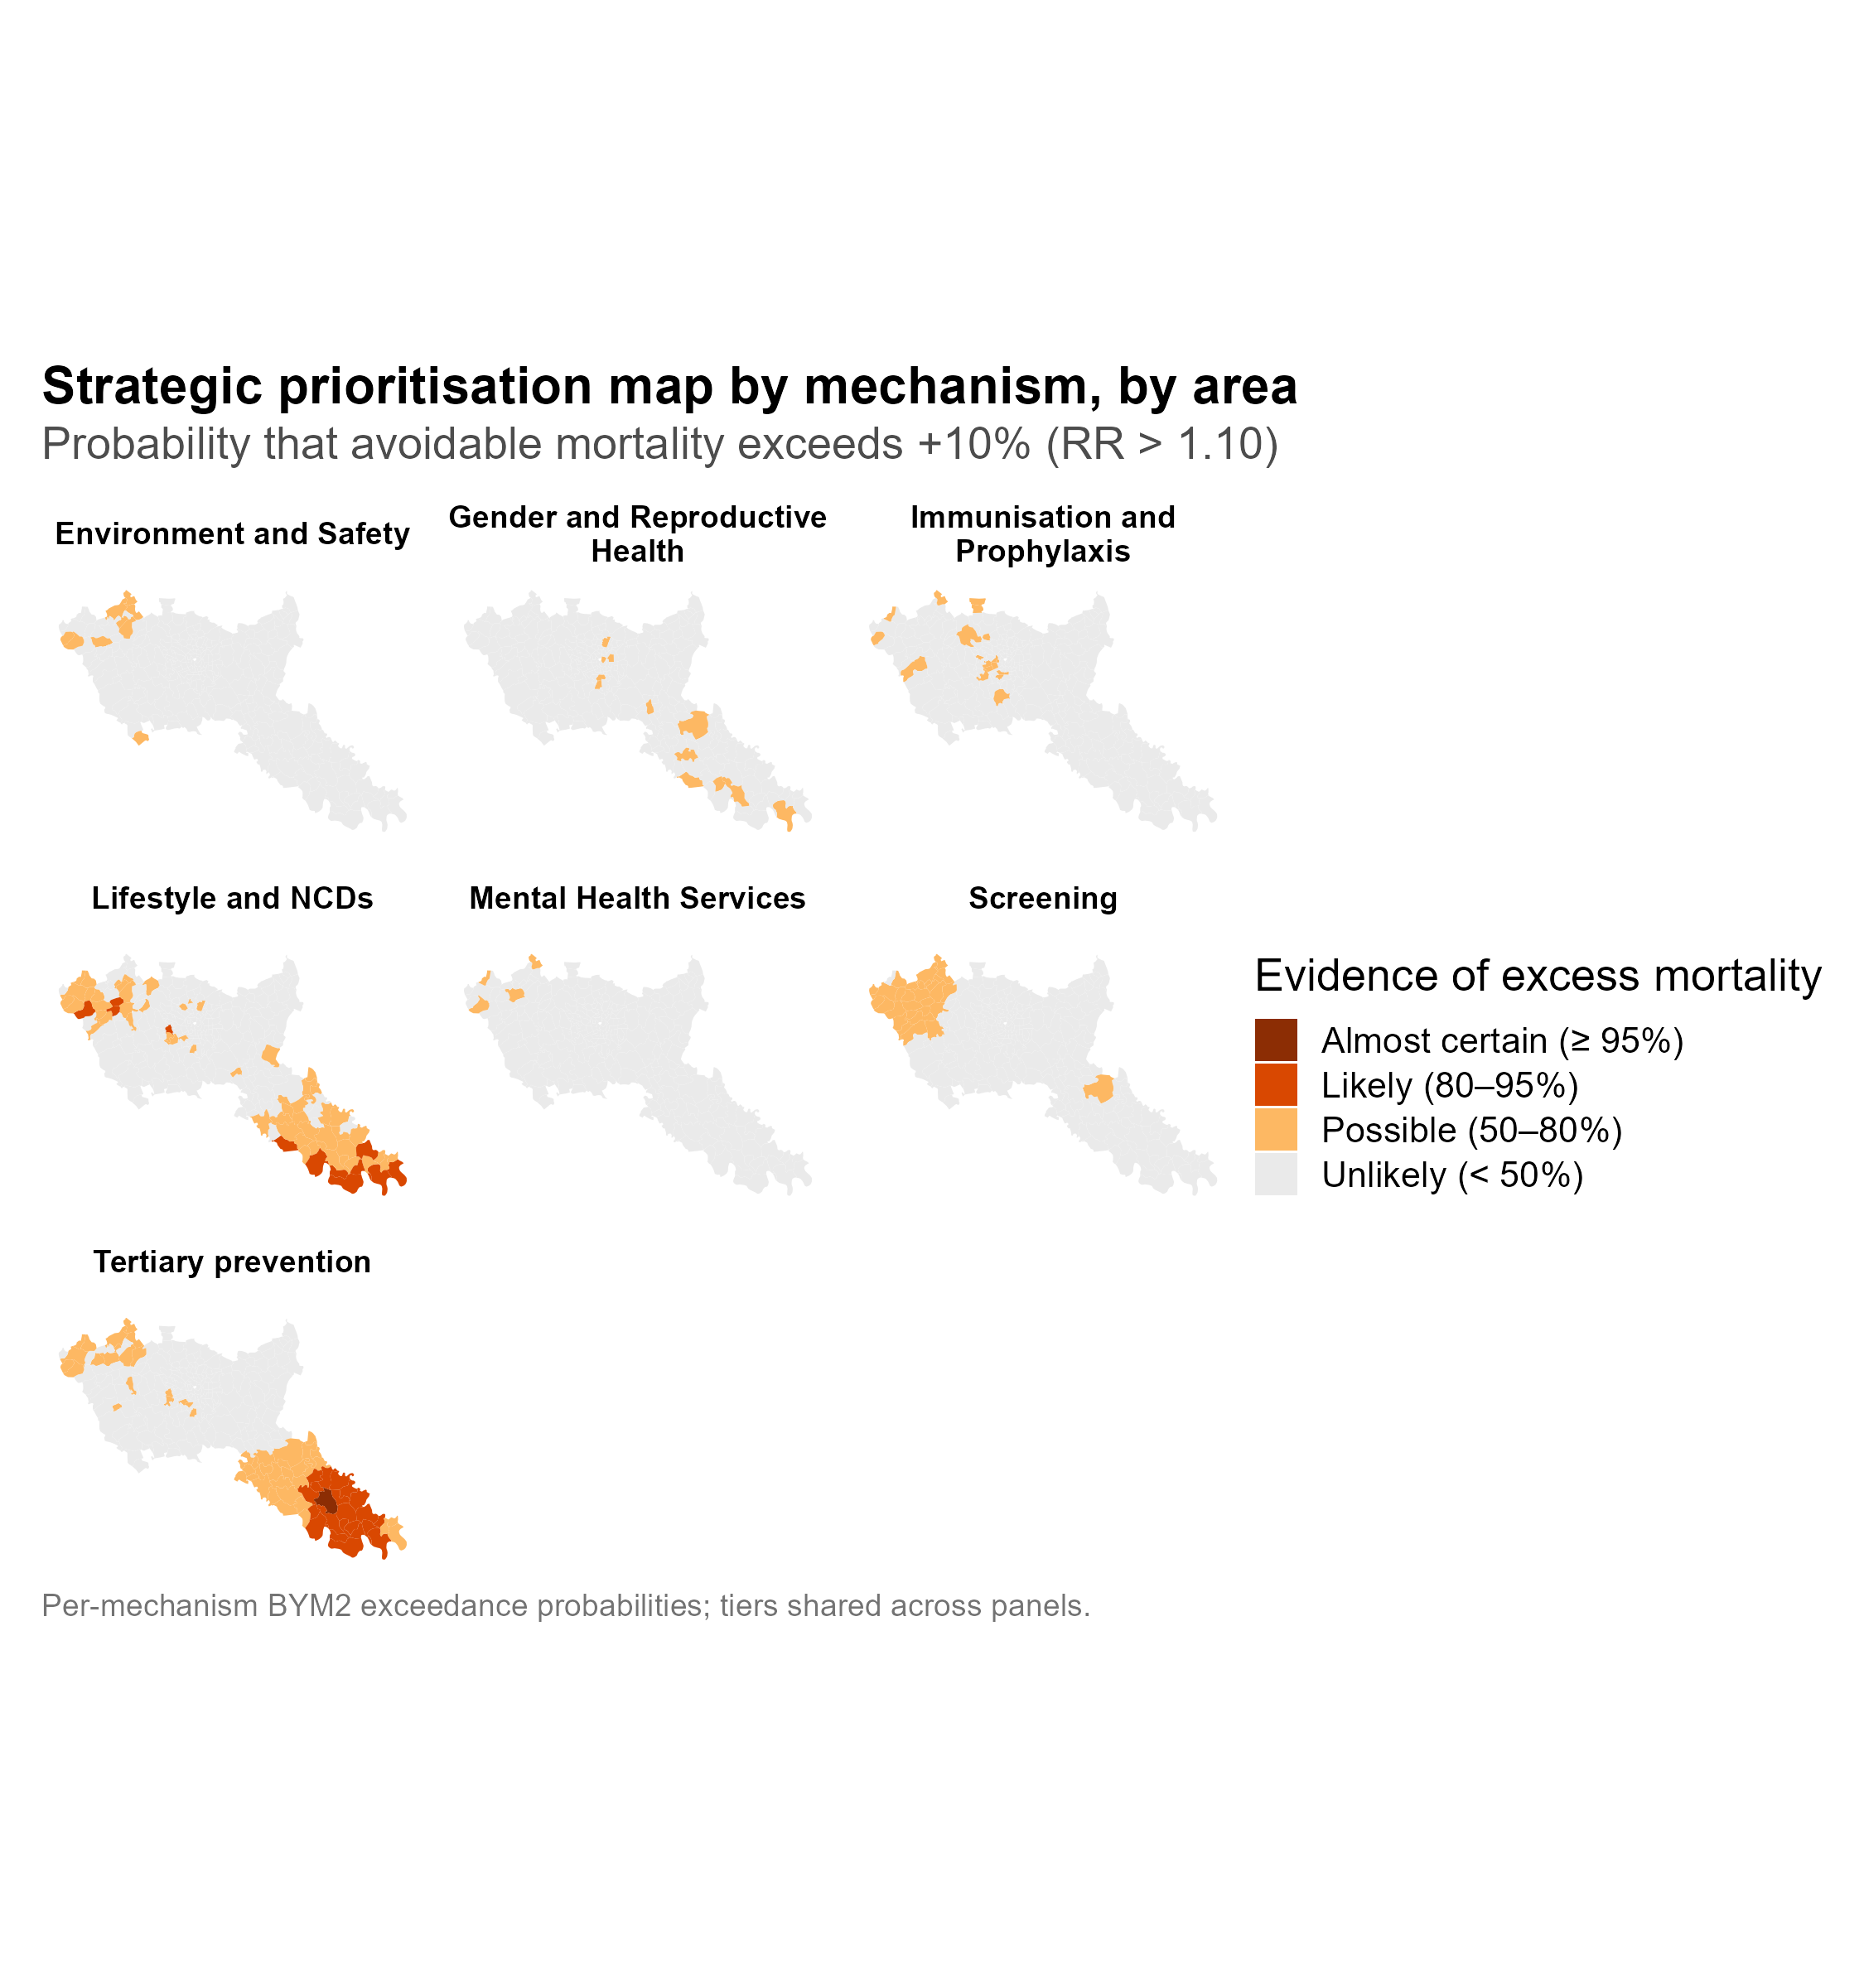 Strategic prioritisation map by mechanism, by area
Probability that avoidable mortality exceeds +10% (RR > 1.10)
Environment and Safety
Gender and Reproductive
Health
Immunisation and
Prophylaxis
Lifestyle and NCDs
Mental Health Services
Screening
Evidence of excess mortality
Almost certain (≥ 95%)
Likely (80–95%)
Possible (50–80%)
Unlikely (< 50%)
Tertiary prevention
Per-mechanism BYM2 exceedance probabilities; tiers shared across panels.